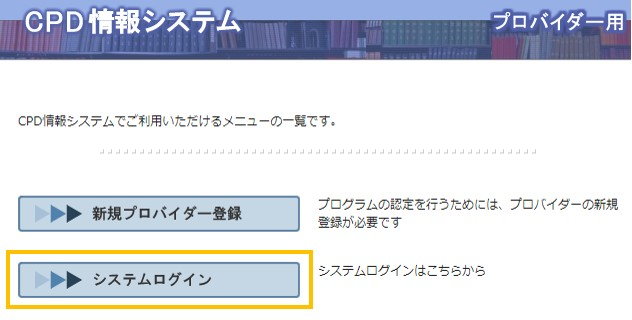 CPD情報システム
プロバイダー用
CPD情報システムでご利用いただけるメニューの一覧です。
新規プロバイダー登録
プログラムの認定を行うためには、プロバイダーの新規
登録が必要です
システムログイン
システムログインはこちらから